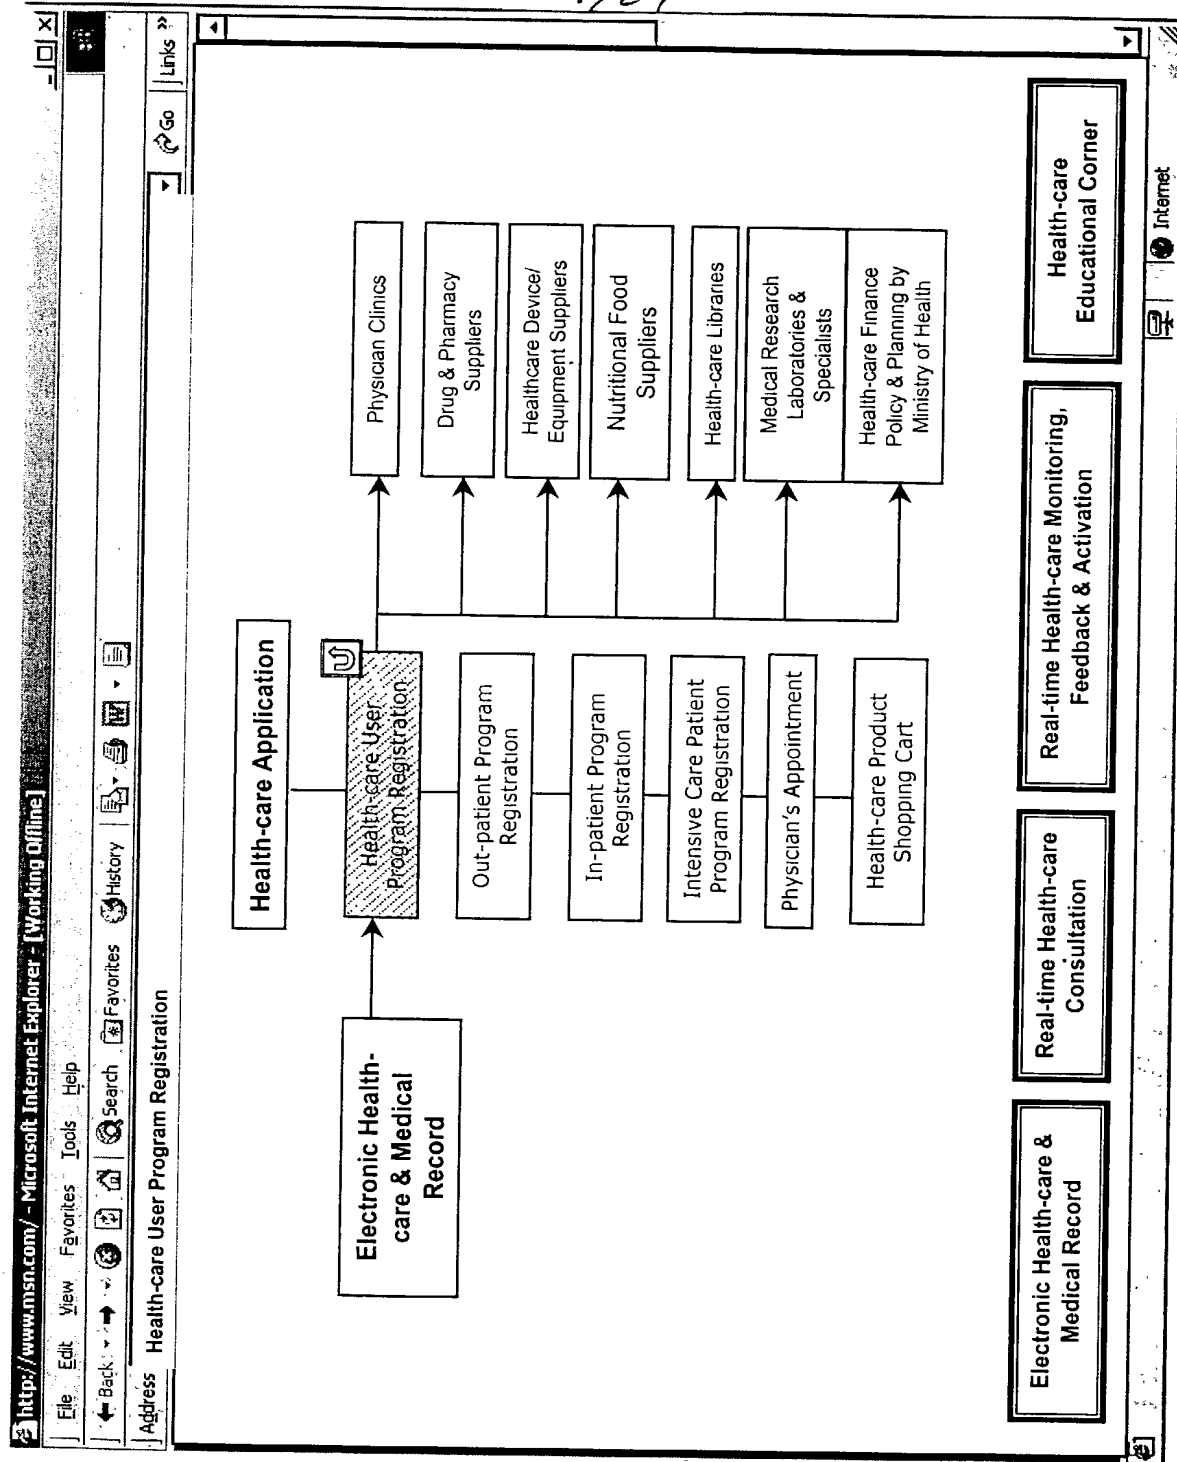 http://www.msn.com/ - Microsoft Internet Explorer - [Working Offline]
File Edit View Favorites Tools Help
Back Search Favorites History
Address Health-care User Program Registration Go Links »
Health-care Application
Electronic Health-
care & Medical
Record
Health-care User
Program Registration
Out-patient Program
Registration
In-patient Program
Registration
Intensive Care Patient
Program Registration
Physician's Appointment
Health-care Product
Shopping Cart
Physician Clinics
Drug & Pharmacy
Suppliers
Healthcare Device/
Equipment Suppliers
Nutritional Food
Suppliers
Health-care Libraries
Medical Research
Laboratories &
Specialists
Health-care Finance
Policy & Planning by
Ministry of Health
Electronic Health-care &
Medical Record
Real-time Health-care
Consultation
Real-time Health-care Monitoring,
Feedback & Activation
Health-care
Educational Corner
Internet